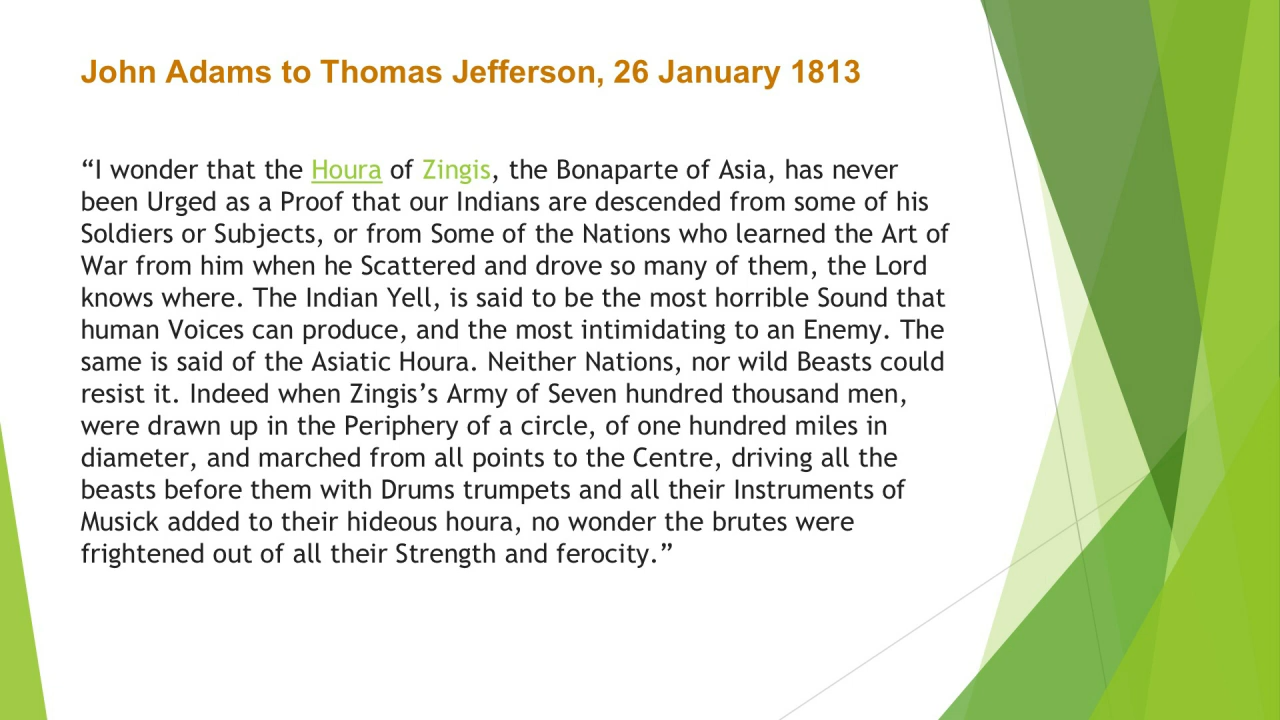 John Adams to Thomas Jefferson, 26 January 1813
“I wonder that the Houra of Zingis, the Bonaparte of Asia, has never
been Urged as a Proof that our Indians are descended from some of his
Soldiers or Subjects, or from Some of the Nations who learned the Art of
War from him when he Scattered and drove so many of them, the Lord
knows where. The Indian Yell, is said to be the most horrible Sound that
human Voices can produce, and the most intimidating to an Enemy. The
same is said of the Asiatic Houra. Neither Nations, nor wild Beasts could
resist it. Indeed when Zingis’s Army of Seven hundred thousand men,
were drawn up in the Periphery of a circle, of one hundred miles in
diameter, and marched from all points to the Centre, driving all the
beasts before them with Drums trumpets and all their Instruments of
Musick added to their hideous houra, no wonder the brutes were
frightened out of all their Strength and ferocity.”